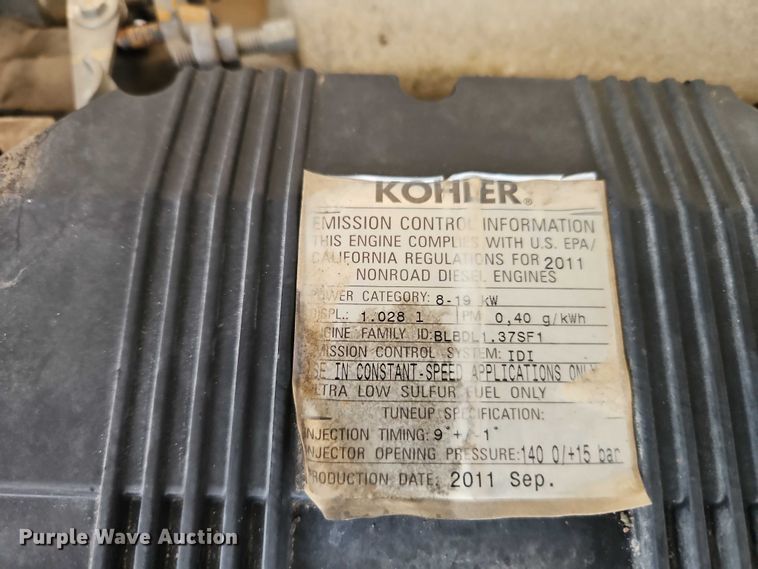 KOHLER®
EMISSION CONTROL INFORMATION
THIS ENGINE COMPLIES WITH U.S. EPA/
CALIFORNIA REGULATIONS FOR 2011
NONROAD DIESEL ENGINES
POWER CATEGORY: 8-19 kW
DISPL.: 1.028 l PM 0,40 g/kWh
ENGINE FAMILY ID: BLBDL1.37SF1
EMISSION CONTROL SYSTEM: IDI
USE IN CONSTANT-SPEED APPLICATIONS ONLY
ULTRA LOW SULFUR FUEL ONLY
TUNEUP SPECIFICATION:
INJECTION TIMING: 9°+/-1°
INJECTOR OPENING PRESSURE: 140 0/+15 bar
PRODUCTION DATE: 2011 Sep.
Purple Wave Auction